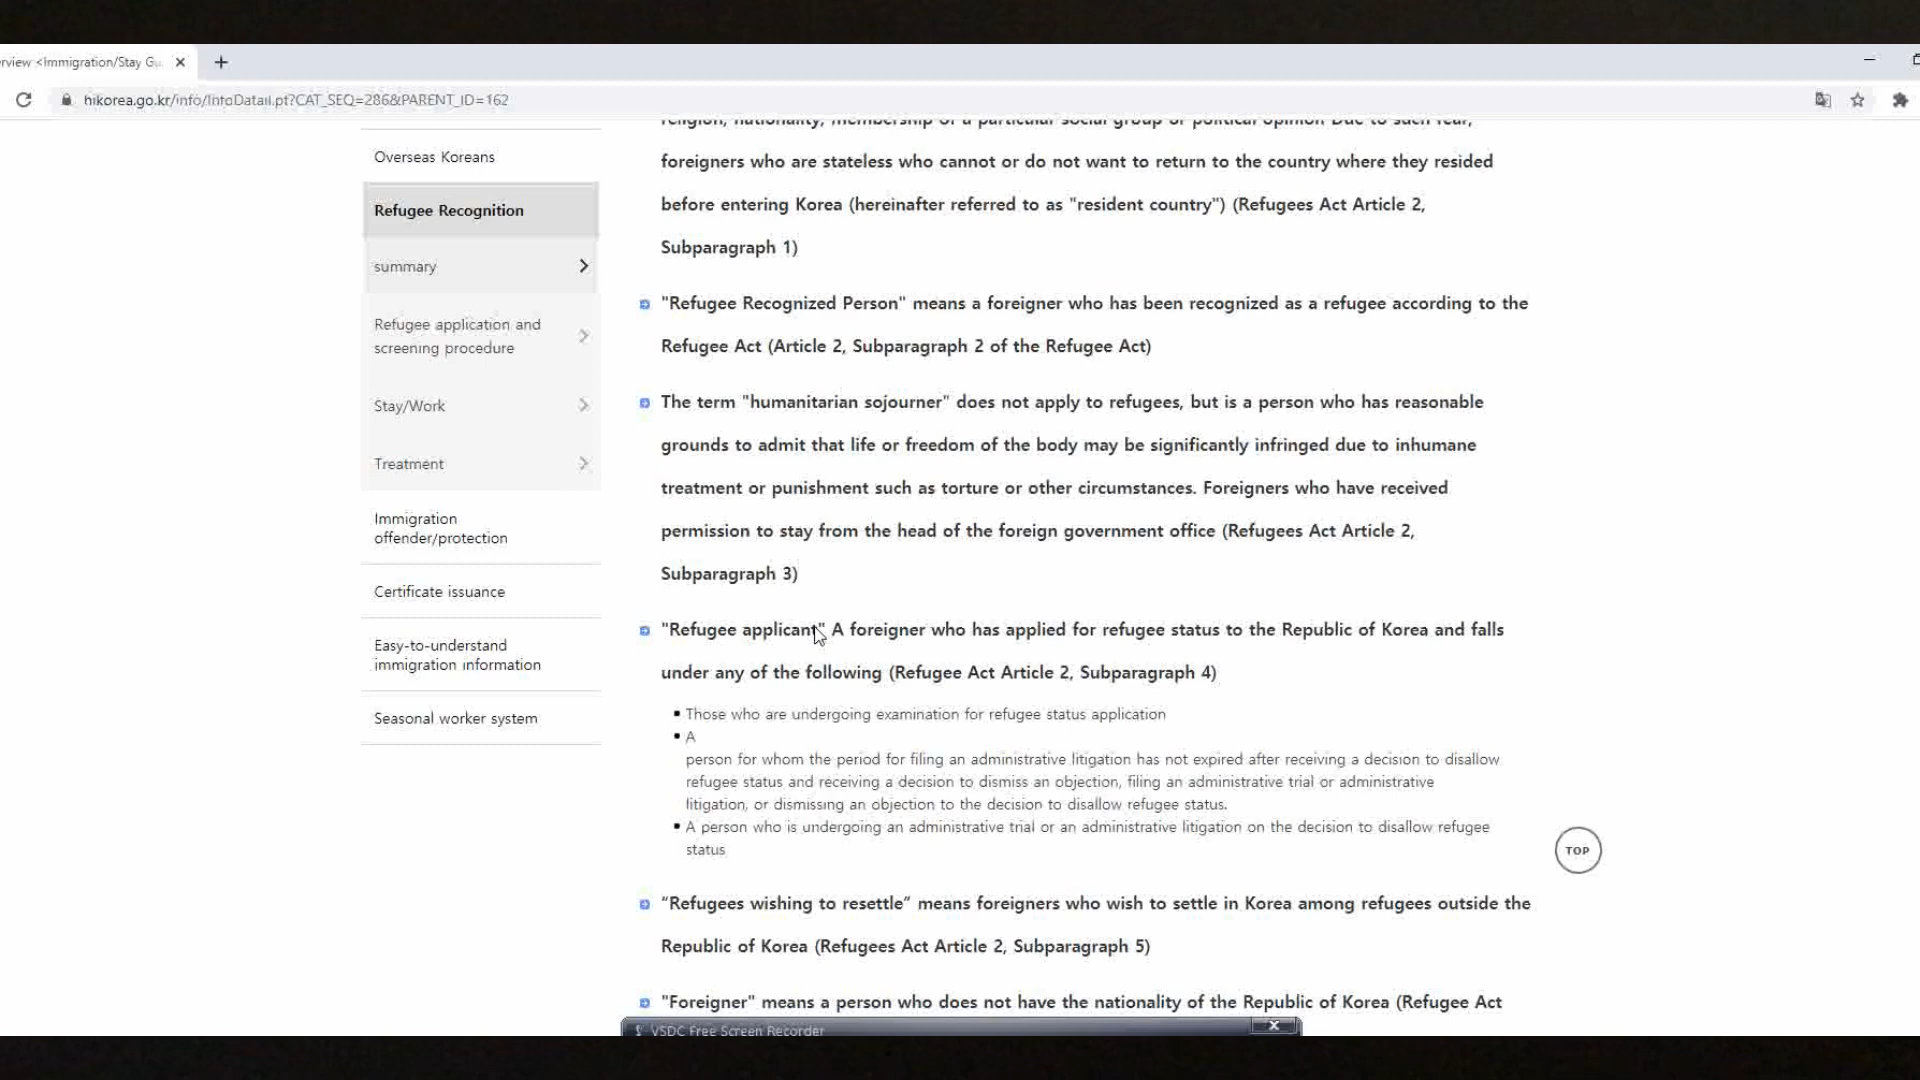 rview <Immigration/Stay Gu
hikorea.go.kr/info/InfoDatail.pt?CAT_SEQ=286&PARENT_ID=162
Overseas Koreans
Refugee Recognition
summary
Refugee application and
screening procedure
Stay/Work
Treatment
Immigration
offender/protection
Certificate issuance
Easy-to-understand
immigration information
Seasonal worker system
religion, nationality, membership of a particular social group or political opinion Due to such fear,
foreigners who are stateless who cannot or do not want to return to the country where they resided
before entering Korea (hereinafter referred to as "resident country") (Refugees Act Article 2,
Subparagraph 1)
"Refugee Recognized Person" means a foreigner who has been recognized as a refugee according to the
Refugee Act (Article 2, Subparagraph 2 of the Refugee Act)
The term "humanitarian sojourner" does not apply to refugees, but is a person who has reasonable
grounds to admit that life or freedom of the body may be significantly infringed due to inhumane
treatment or punishment such as torture or other circumstances. Foreigners who have received
permission to stay from the head of the foreign government office (Refugees Act Article 2,
Subparagraph 3)
"Refugee applicant" A foreigner who has applied for refugee status to the Republic of Korea and falls
under any of the following (Refugee Act Article 2, Subparagraph 4)
▪ Those who are undergoing examination for refugee status application
▪ A
person for whom the period for filing an administrative litigation has not expired after receiving a decision to disallow
refugee status and receiving a decision to dismiss an objection, filing an administrative trial or administrative
litigation, or dismissing an objection to the decision to disallow refugee status.
▪ A person who is undergoing an administrative trial or an administrative litigation on the decision to disallow refugee
status
TOP
“Refugees wishing to resettle” means foreigners who wish to settle in Korea among refugees outside the
Republic of Korea (Refugees Act Article 2, Subparagraph 5)
"Foreigner" means a person who does not have the nationality of the Republic of Korea (Refugee Act
VSDC Free Screen Recorder